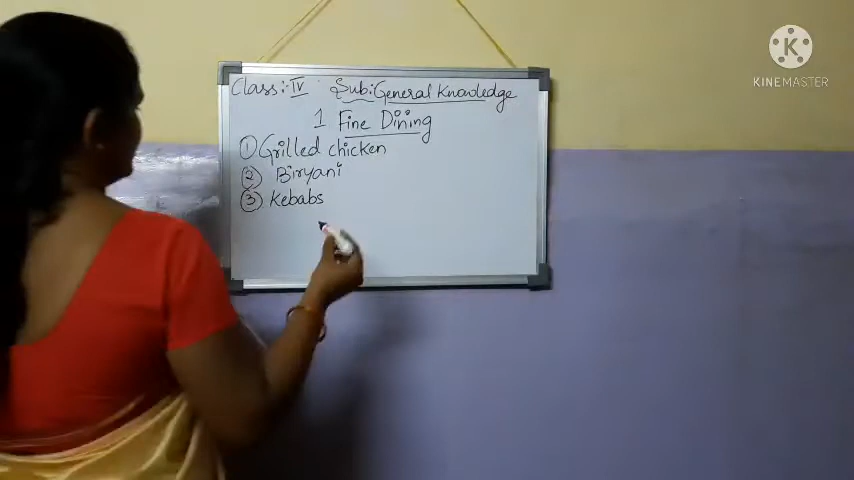 Class:- IV Sub: General Knowledge
1 Fine Dining
① Grilled chicken
② Biryani
③ Kebabs
K
KINEMASTER